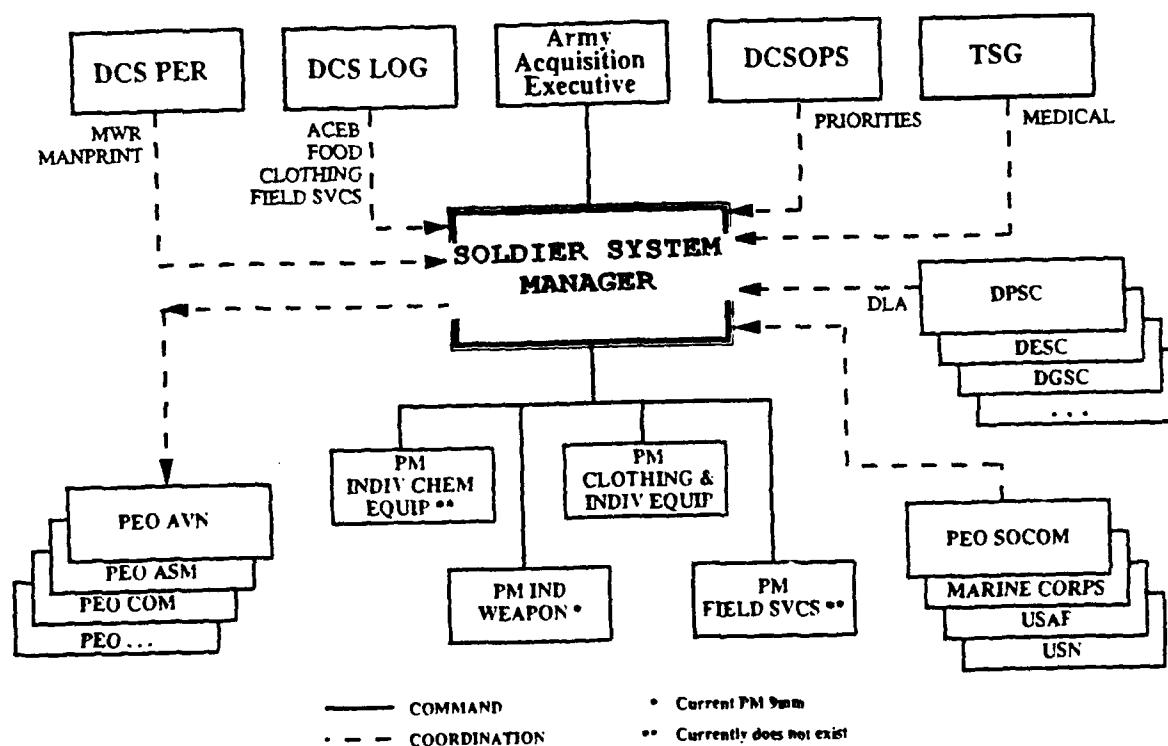 DCS PER
DCS LOG
Army
Acquisition
Executive
DCSOPS
TSG
MWR
MANPRINT
ACEB
FOOD
CLOTHING
FIELD SVCS
PRIORITIES
MEDICAL
SOLDIER SYSTEM
MANAGER
DLA
DPSC
DESC
DGSC
. . .
PM
INDIV CHEM
EQUIP **
PM
CLOTHING &
INDIV EQUIP
PM IND
WEAPON *
PM
FIELD SVCS **
PEO AVN
PEO ASM
PEO COM
PEO . . .
PEO SOCOM
MARINE CORPS
USAF
USN
COMMAND
* Current PM 9mm
COORDINATION
** Currently does not exist